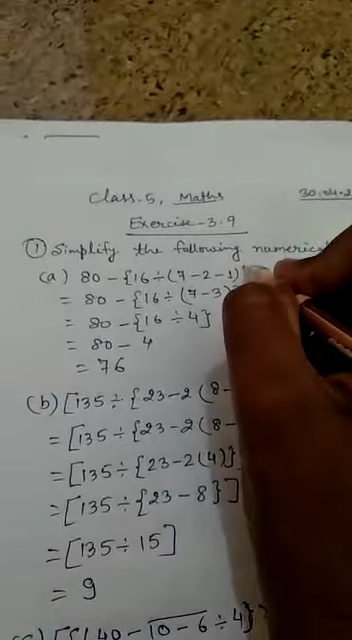 Class-5, Maths
Exercise-3.9
① Simplify the following
(a) 80 - {16÷(7-2-1)
= 80 - {16÷(7-3)
= 80 - {16 ÷4}
= 80 - 4
= 76
(b) [135÷{23-2(8-
= [135÷{23-2(8-
= [135÷{23-2(4)}
= [135÷{23-8}]
= [135÷15]
= 9